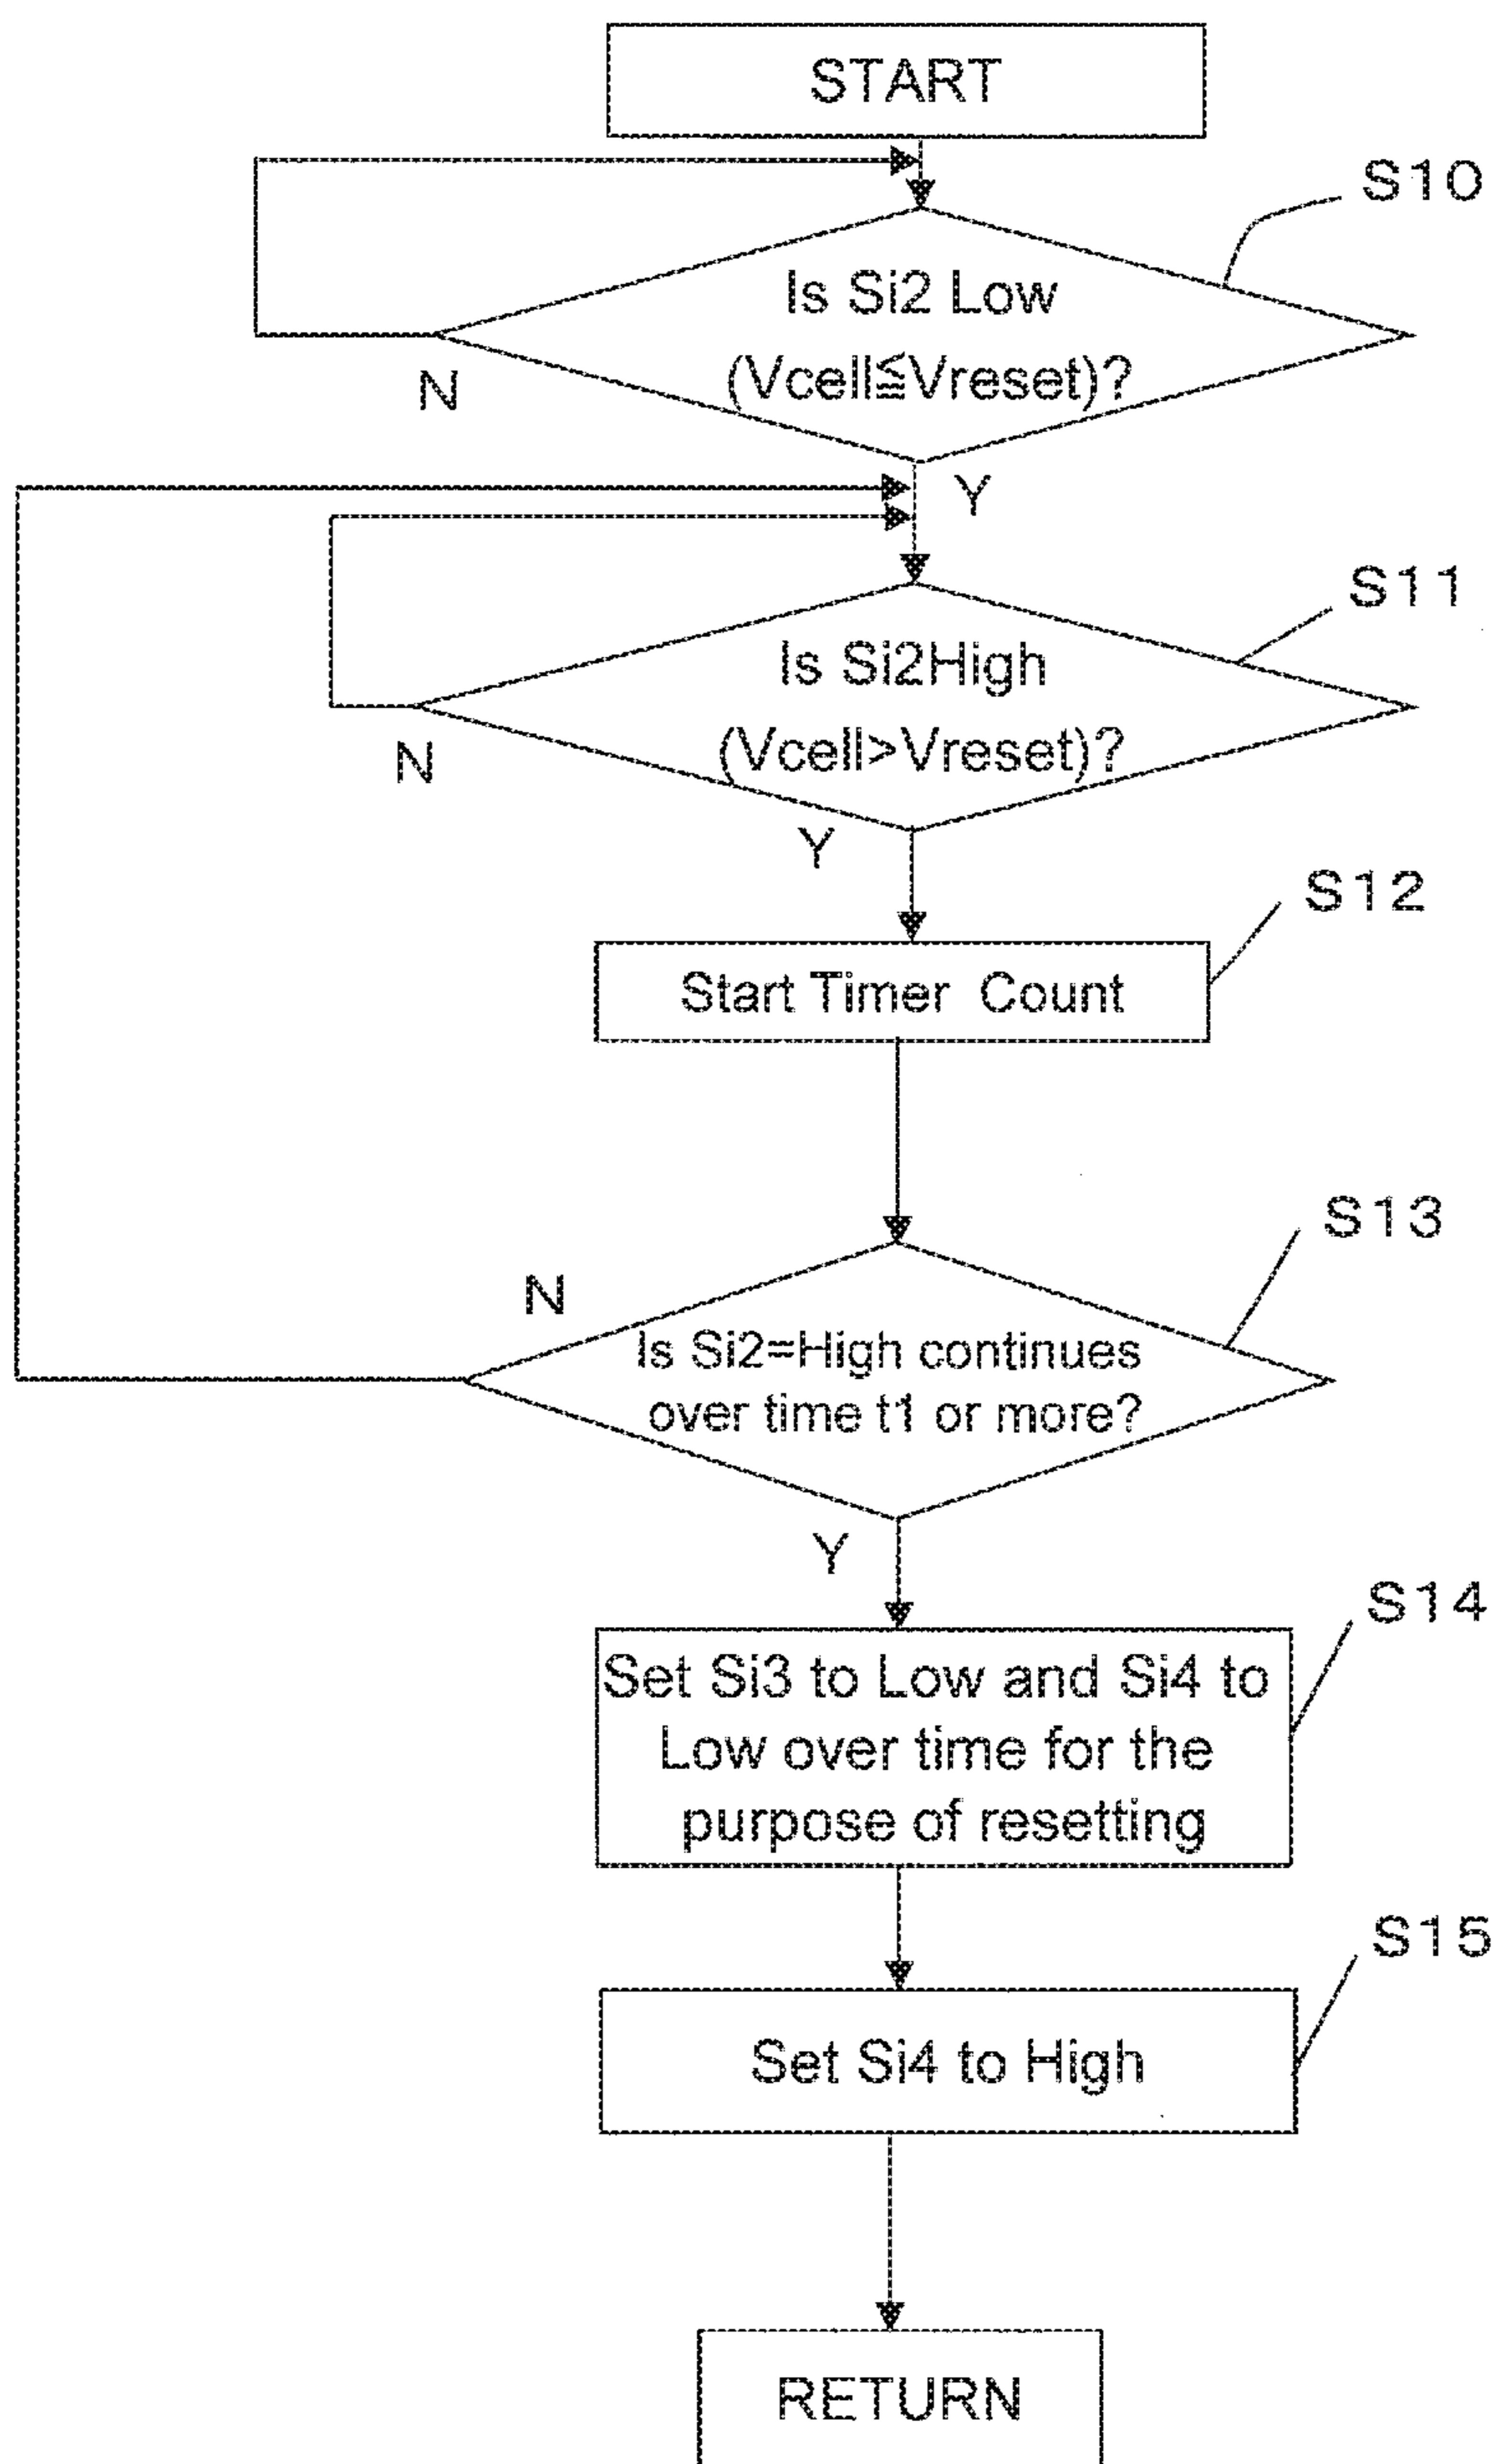 START
S10
Is Si2 Low
(Vcell≦Vreset)?
N
Y
S11
Is Si2High
(Vcell>Vreset)?
N
Y
S12
Start Timer Count
S13
N
Is Si2=High continues
over time t1 or more?
Y
S14
Set Si3 to Low and Si4 to
Low over time for the
purpose of resetting
S15
Set Si4 to High
RETURN